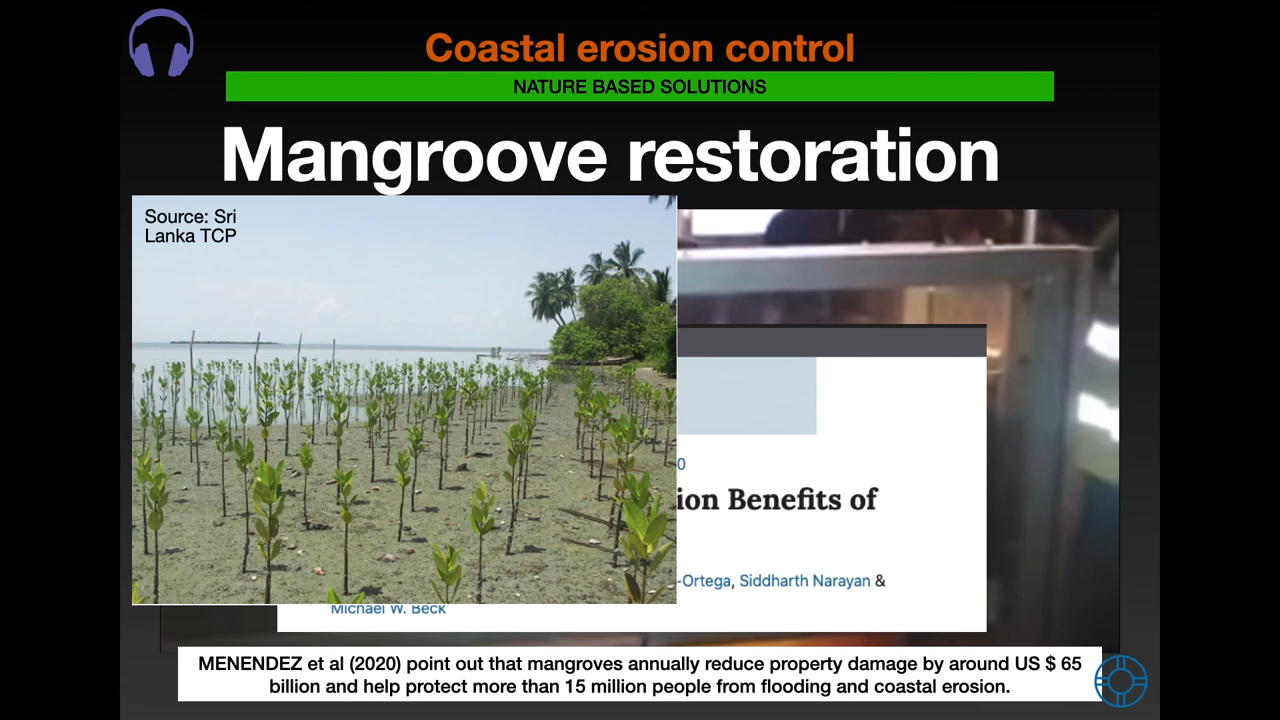 Coastal erosion control
NATURE BASED SOLUTIONS
Mangroove restoration
Source: Sri
Lanka TCP
0
ion Benefits of
-Ortega, Siddharth Narayan &
Michael W. Beck
MENENDEZ et al (2020) point out that mangroves annually reduce property damage by around US $ 65
billion and help protect more than 15 million people from flooding and coastal erosion.